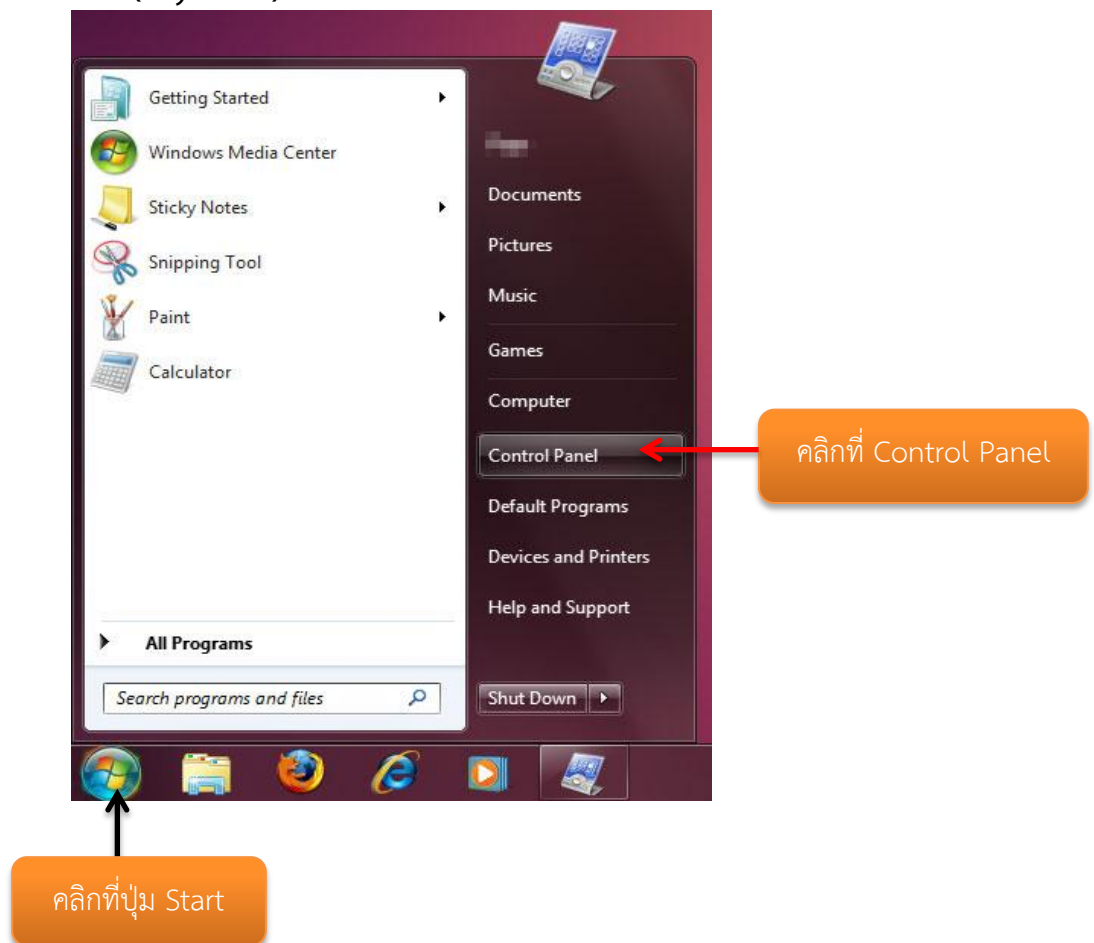 Getting Started
Windows Media Center
Sticky Notes
Snipping Tool
Paint
Calculator
All Programs
Search programs and files
Documents
Pictures
Music
Games
Computer
Control Panel
Default Programs
Devices and Printers
Help and Support
Shut Down
คลิกที่ Control Panel
คลิกที่ปุ่ม Start